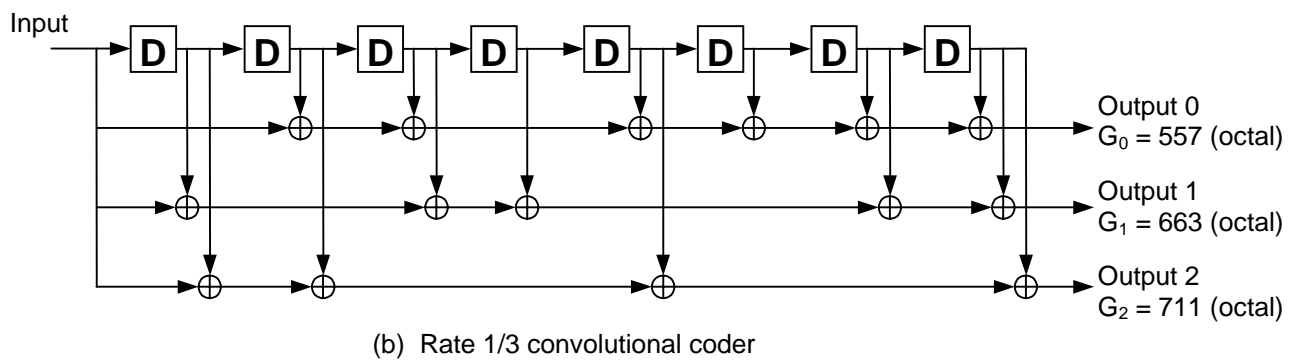 Input
D D D D D D D D
Output 0
G₀ = 557 (octal)
Output 1
G₁ = 663 (octal)
Output 2
G₂ = 711 (octal)
(b) Rate 1/3 convolutional coder